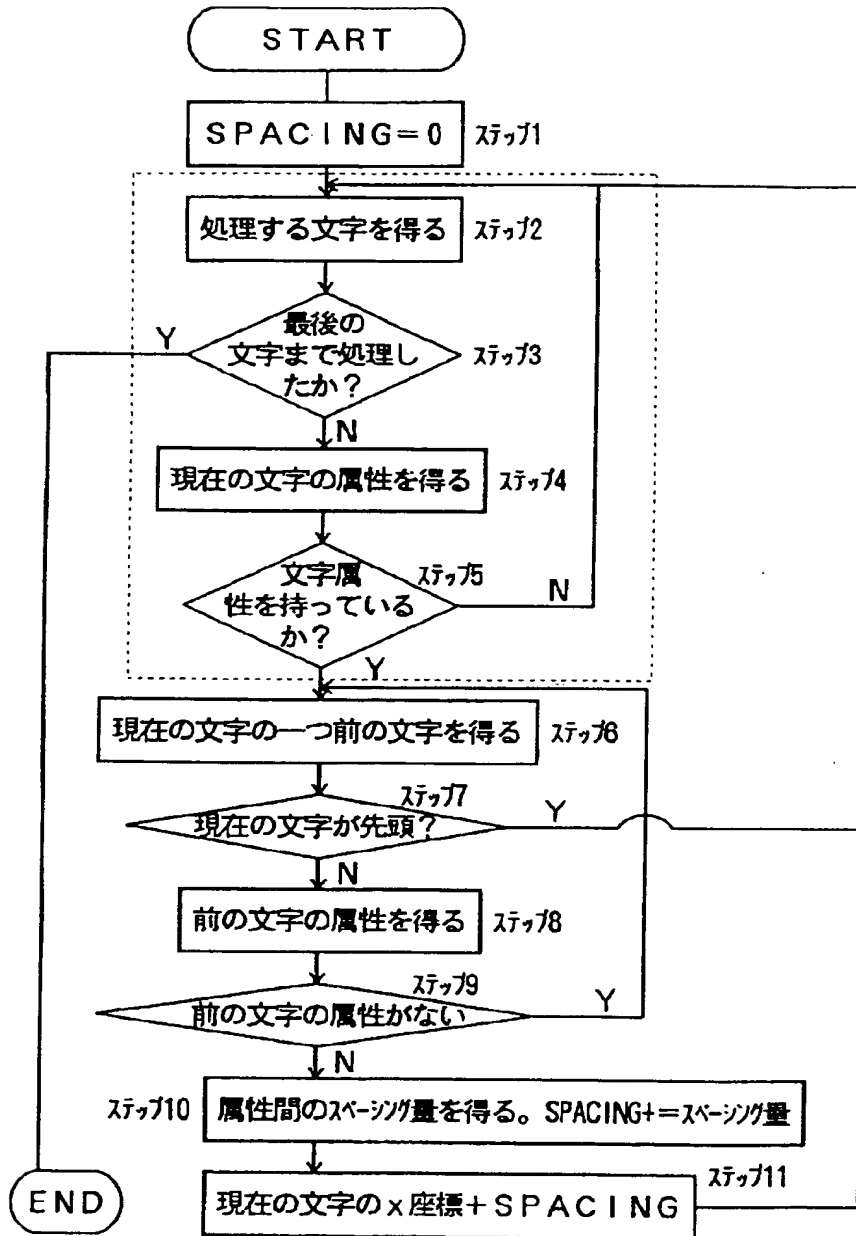 START
SPACING=0 ステップ1
処理する文字を得る ステップ2
最後の
Y
文字まで処理し ステップ3
たか?
N
現在の文字の属性を得る ステップ4
文字属 ステップ5
性を持っている N
か?
Y
現在の文字の一つ前の文字を得る ステップ6
ステップ7
現在の文字が先頭? Y
N
前の文字の属性を得る ステップ8
ステップ9
前の文字の属性がない Y
N
ステップ10 属性間のスペーシング量を得る。SPACING+=スペーシング量
ステップ11
END 現在の文字のx座標+SPACING